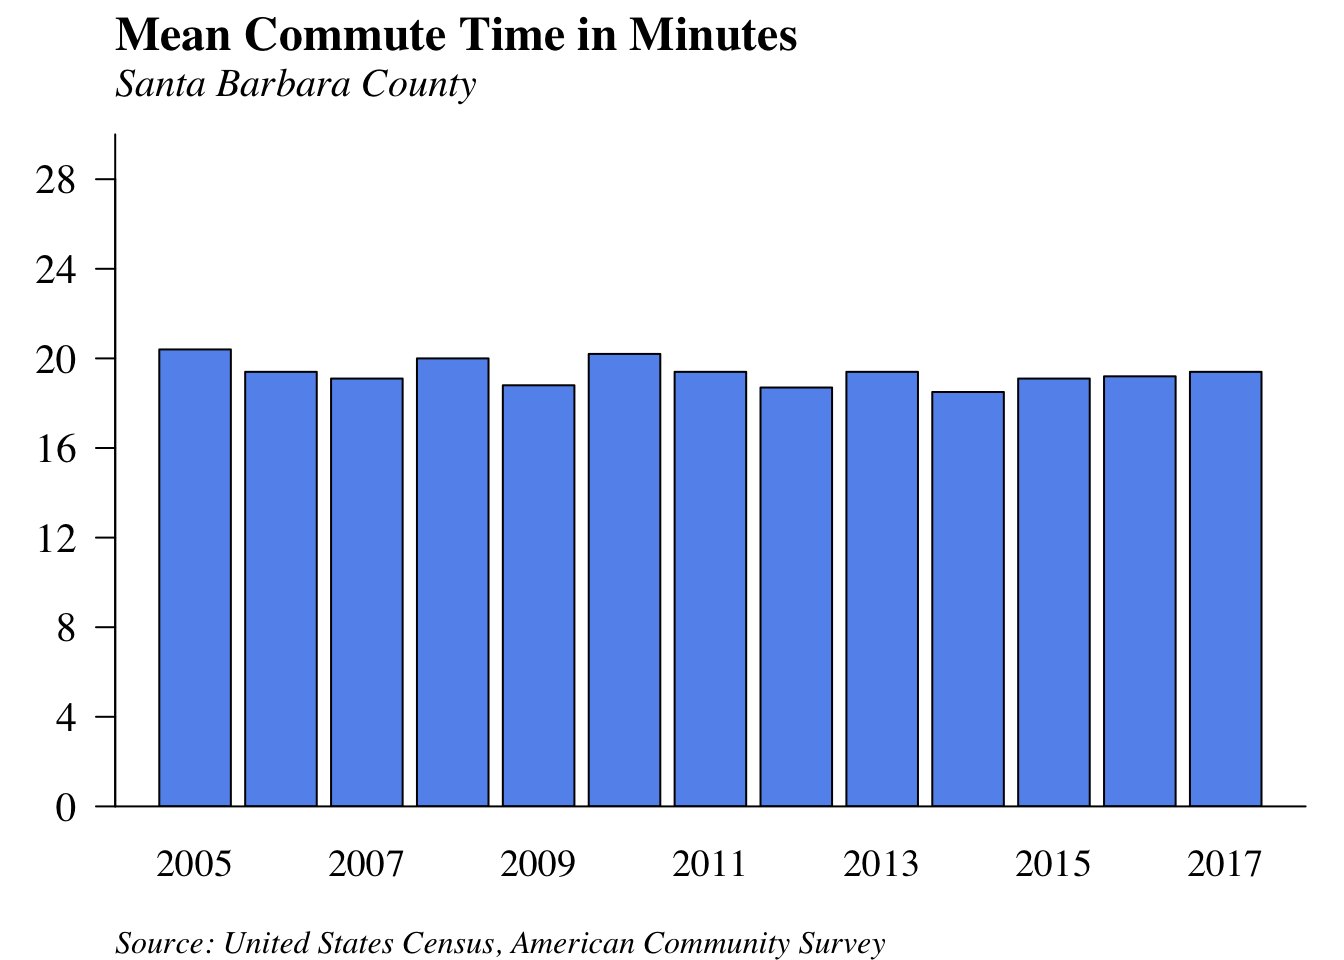 Mean Commute Time in Minutes
Santa Barbara County
28
24
20
16
12
8
4
0
2005 2007 2009 2011 2013 2015 2017
Source: United States Census, American Community Survey